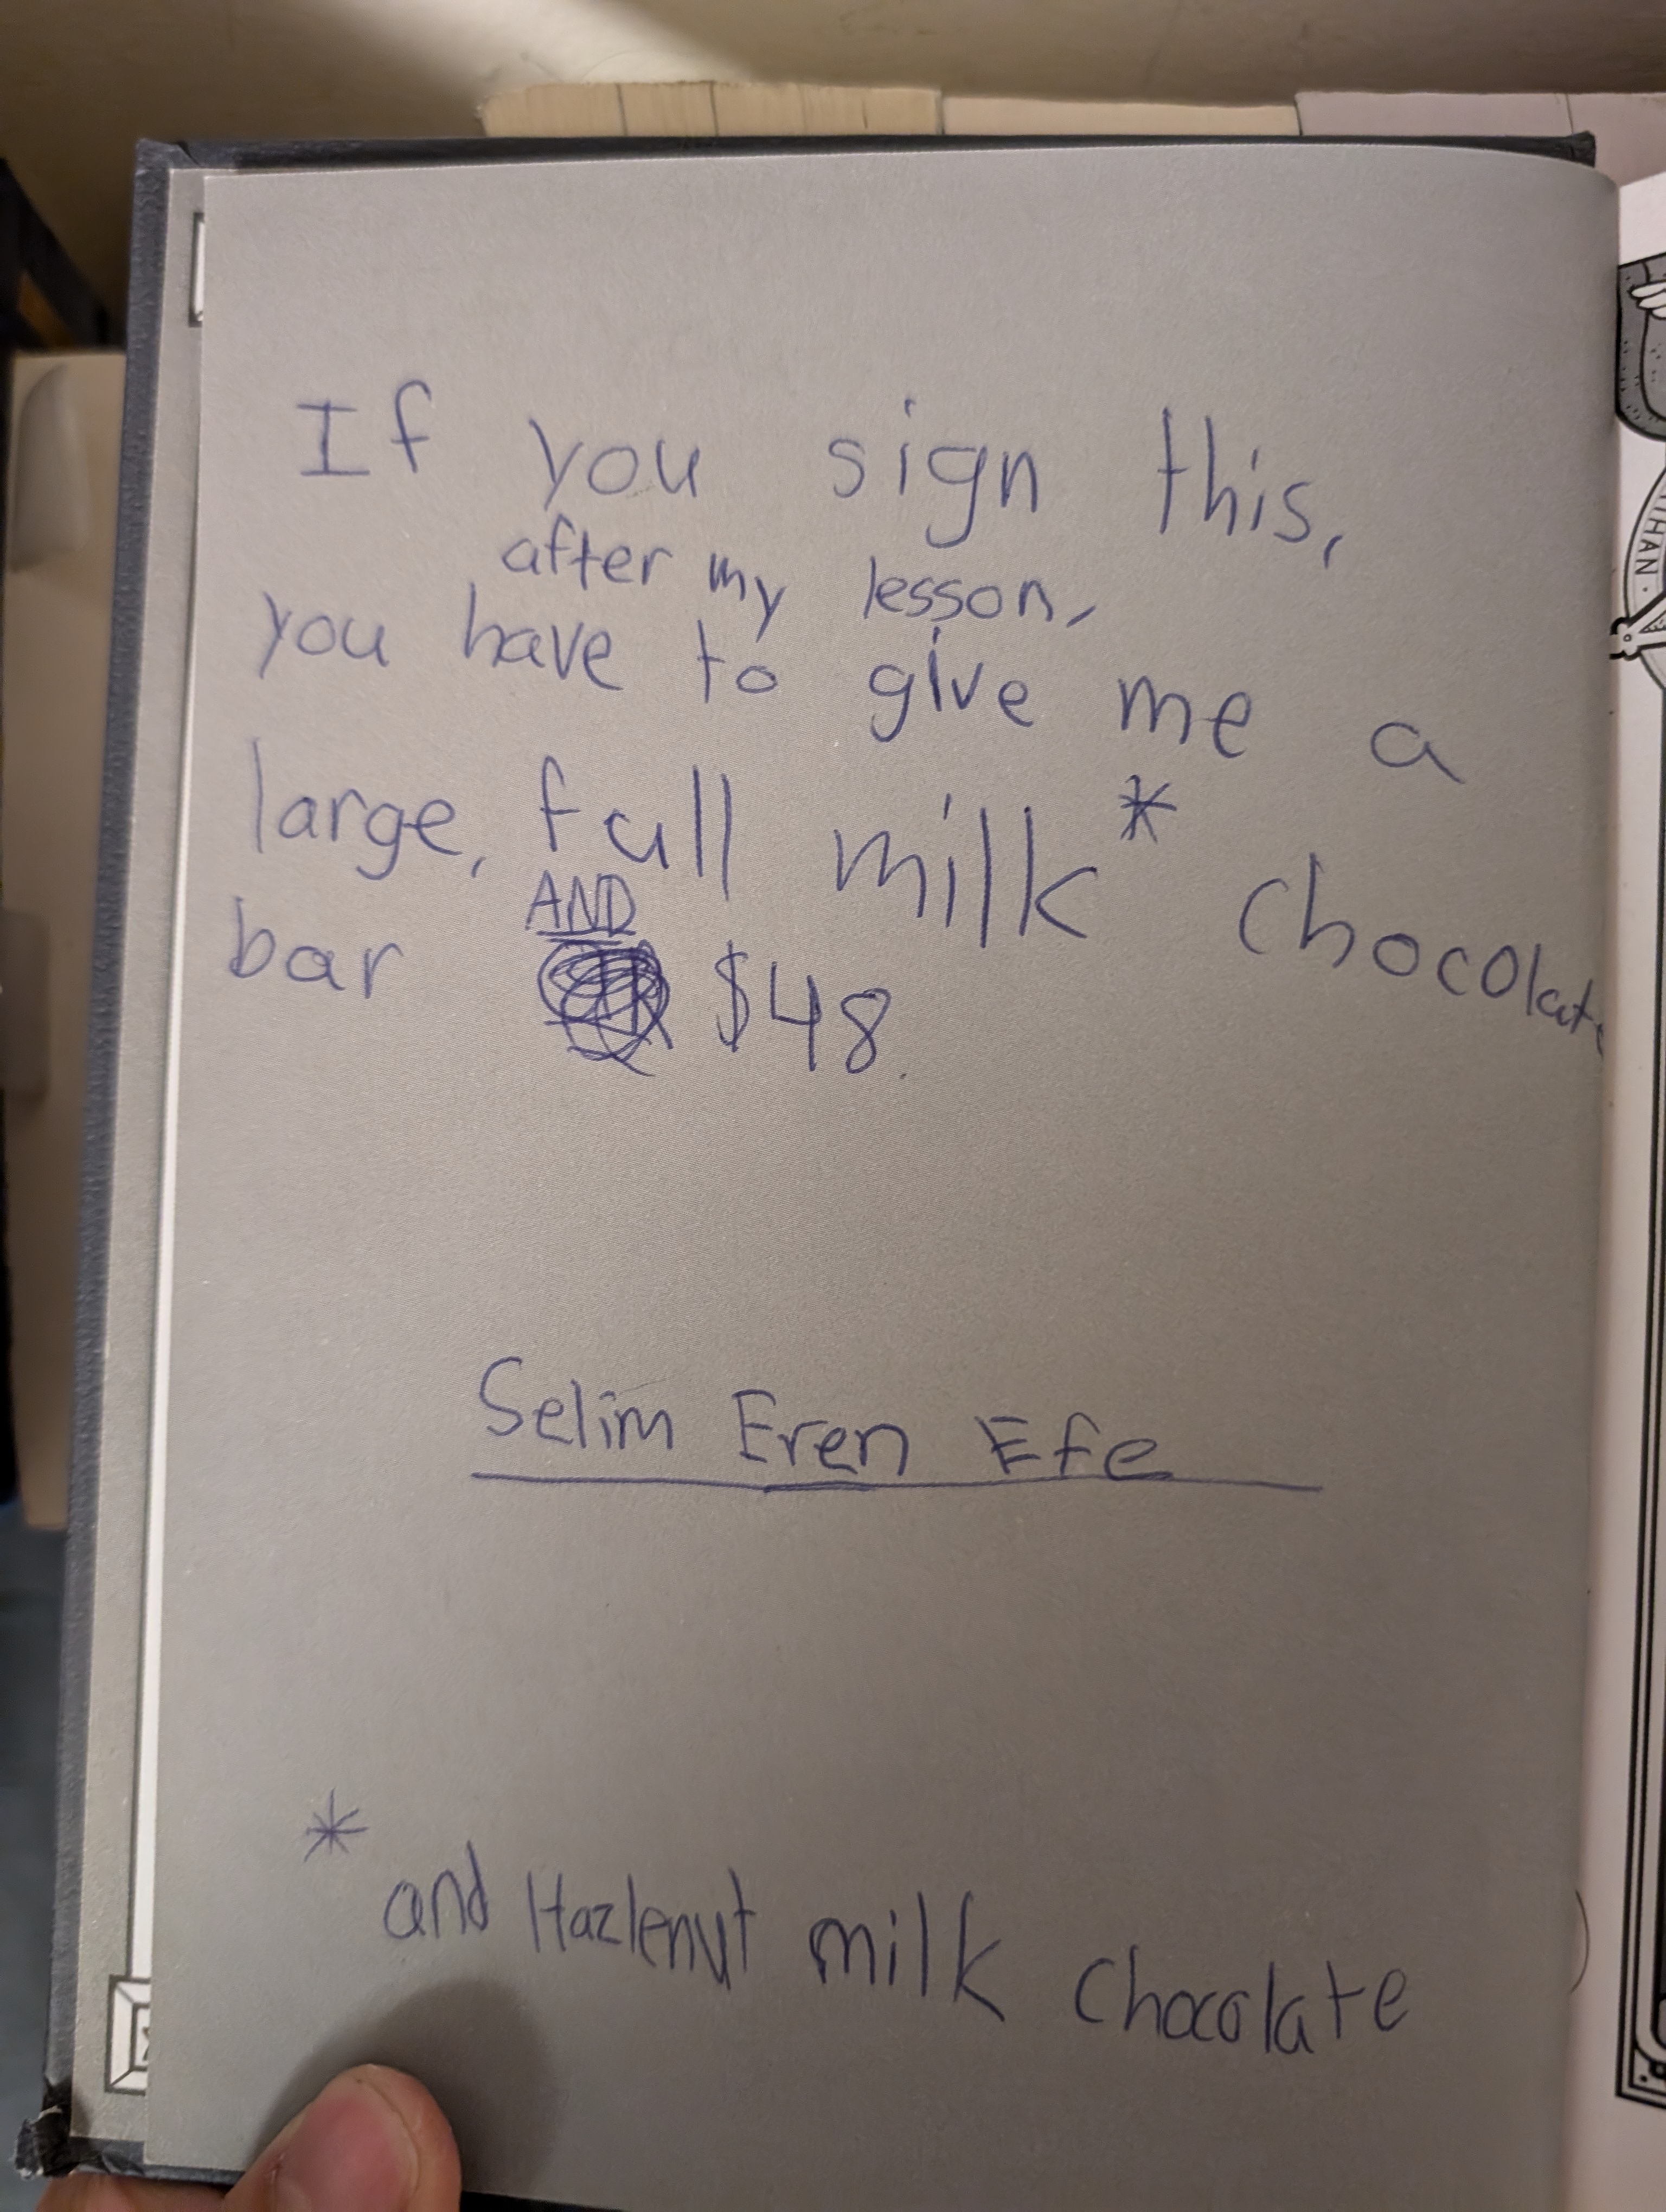 If you sign this,
after my lesson,
you have to give me a
large, full milk* chocolate
AND
bar $48
Selim Eren Efe
* and Hazlenut milk chocolate
HAN